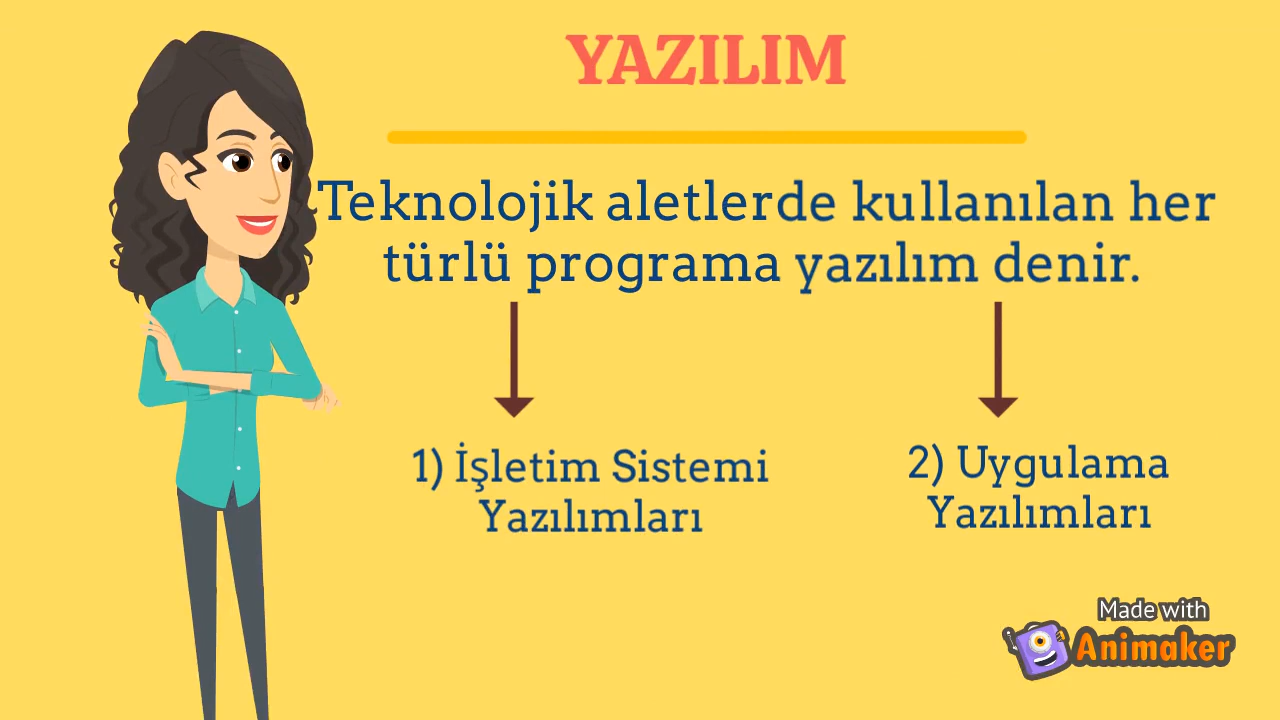 YAZILIM
Teknolojik aletlerde kullanılan her
türlü programa yazılım denir.
1) İşletim Sistemi
Yazılımları
2) Uygulama
Yazılımları
Made with
Animaker